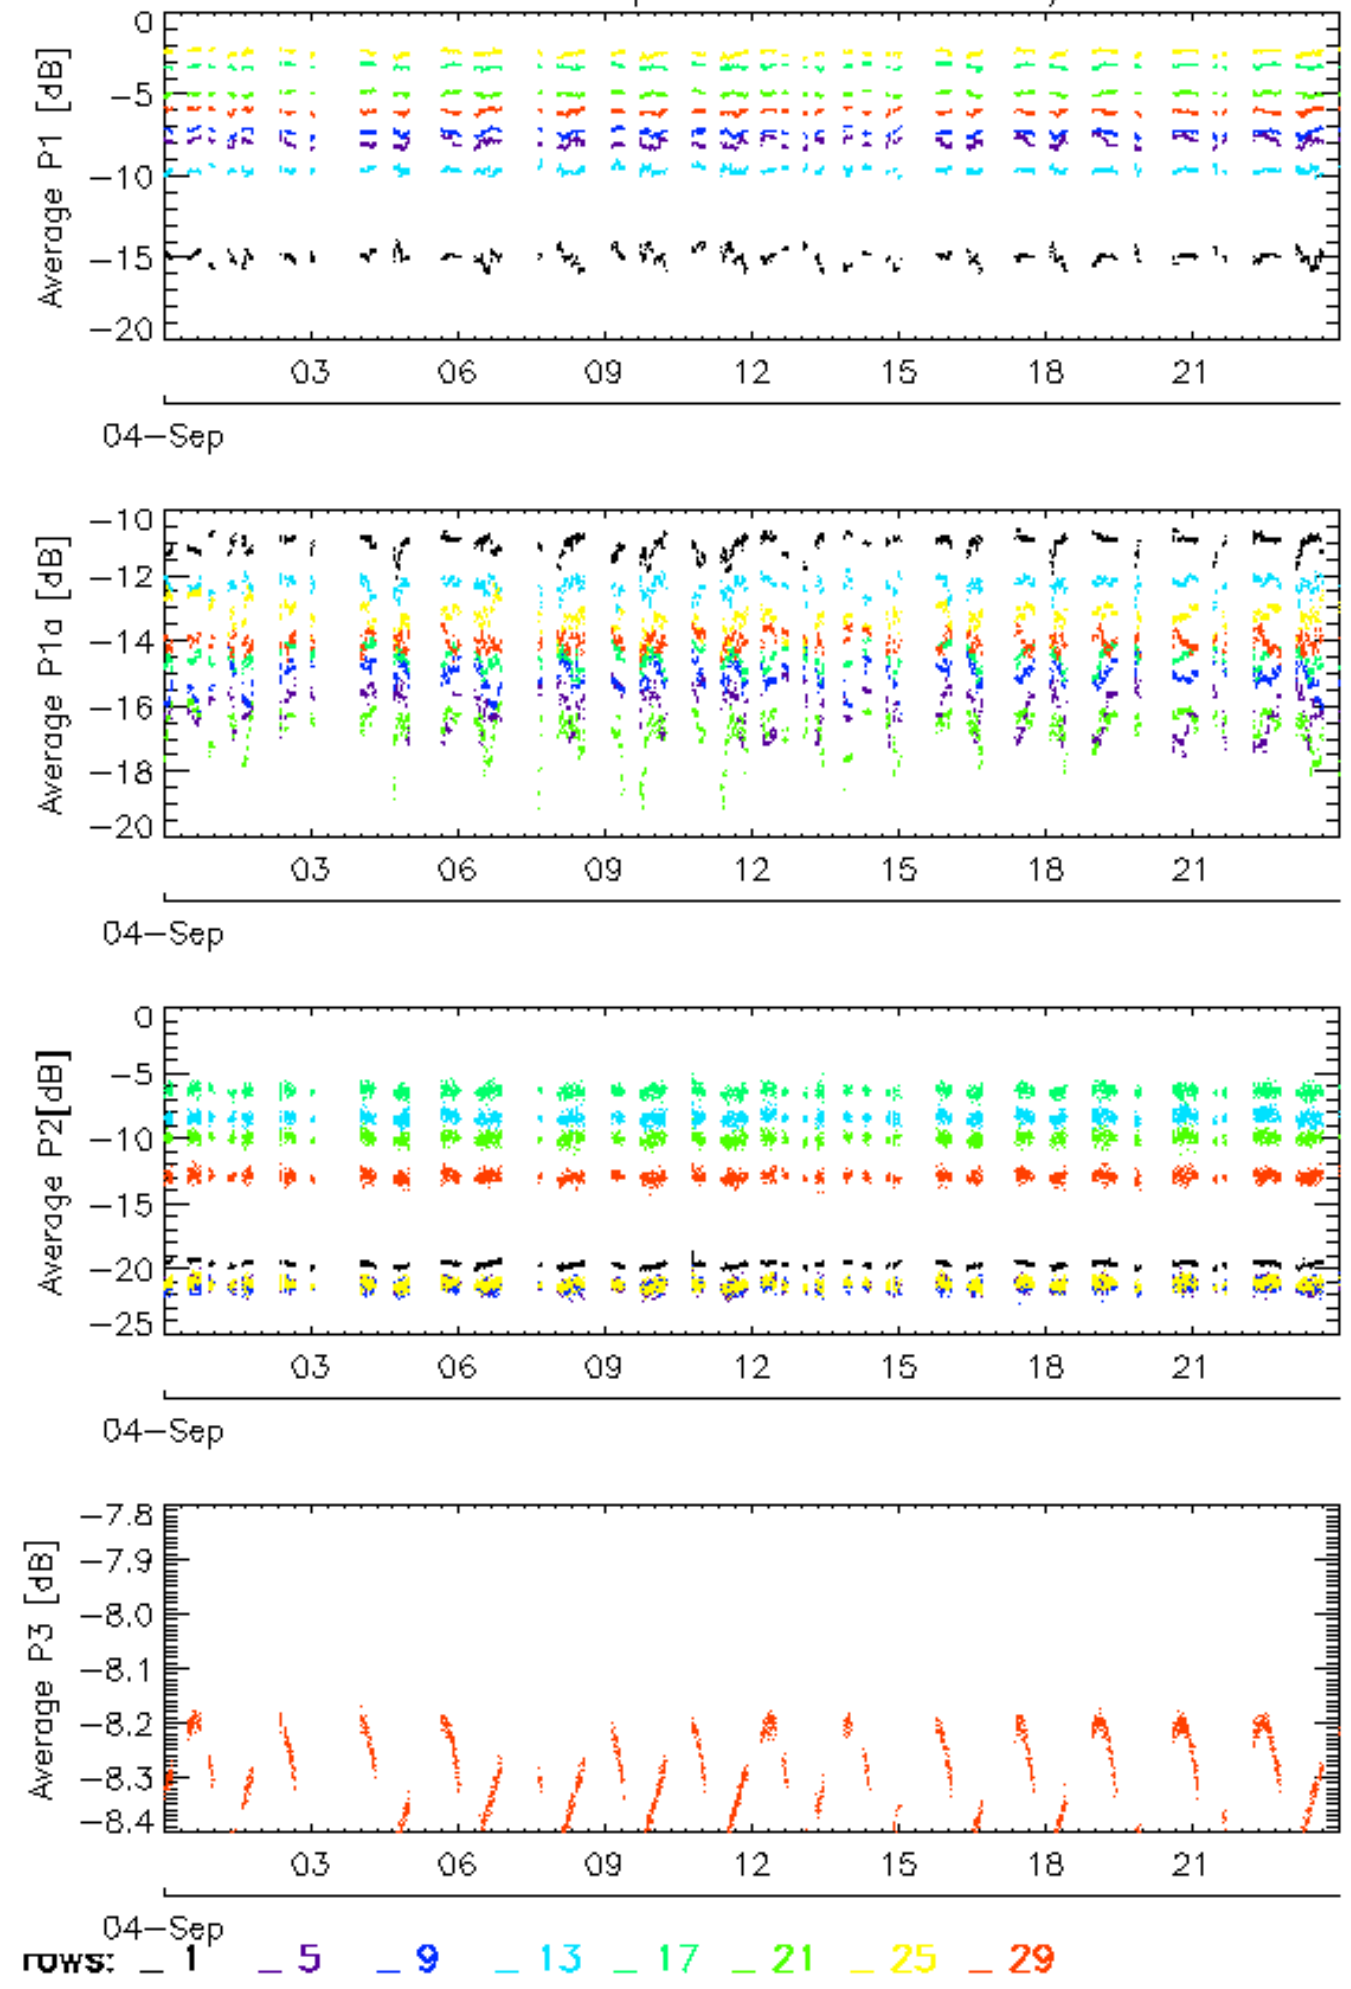 Average P1 [dB]
0
−5
−10
−15
−20
03 06 09 12 15 18 21
04−Sep
Average P1a [dB]
−10
−12
−14
−16
−18
−20
03 06 09 12 15 18 21
04−Sep
Average P2[dB]
0
−5
−10
−15
−20
−25
03 06 09 12 15 18 21
04−Sep
Average P3 [dB]
−7.8
−7.9
−8.0
−8.1
−8.2
−8.3
−8.4
03 06 09 12 15 18 21
04−Sep
rows: _ 1 _ 5 _ 9 _ 13 _ 17 _ 21 _ 25 _ 29